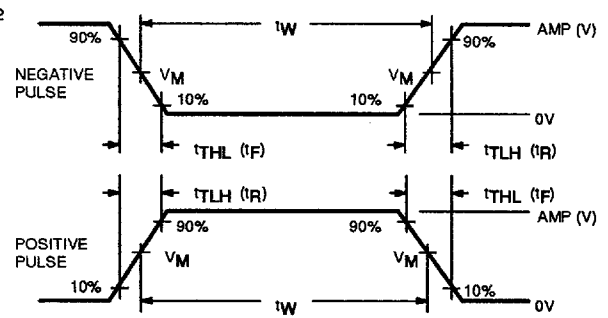 2
tW
AMP (V)
90%
90%
NEGATIVE
PULSE
VM
VM
10%
10%
0V
tTHL (tF)
tTLH (tR)
tTLH (tR)
tTHL (tF)
AMP (V)
90%
90%
POSITIVE
PULSE
VM
VM
10%
10%
tW
0V